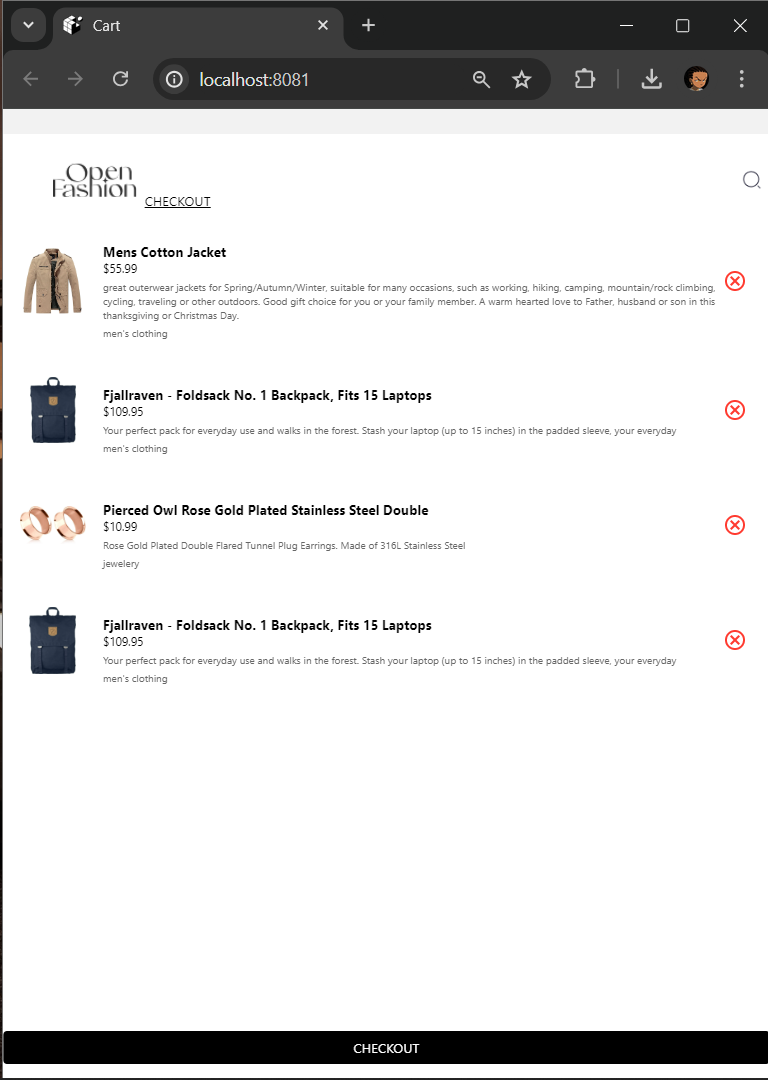 Cart
localhost:8081
Open
Fashion
CHECKOUT
Mens Cotton Jacket
$55.99
great outerwear jackets for Spring/Autumn/Winter, suitable for many occasions, such as working, hiking, camping, mountain/rock climbing,
cycling, traveling or other outdoors. Good gift choice for you or your family member. A warm hearted love to Father, husband or son in this
thanksgiving or Christmas Day.
men's clothing
Fjallraven - Foldsack No. 1 Backpack, Fits 15 Laptops
$109.95
Your perfect pack for everyday use and walks in the forest. Stash your laptop (up to 15 inches) in the padded sleeve, your everyday
men's clothing
Pierced Owl Rose Gold Plated Stainless Steel Double
$10.99
Rose Gold Plated Double Flared Tunnel Plug Earrings. Made of 316L Stainless Steel
jewelery
Fjallraven - Foldsack No. 1 Backpack, Fits 15 Laptops
$109.95
Your perfect pack for everyday use and walks in the forest. Stash your laptop (up to 15 inches) in the padded sleeve, your everyday
men's clothing
CHECKOUT